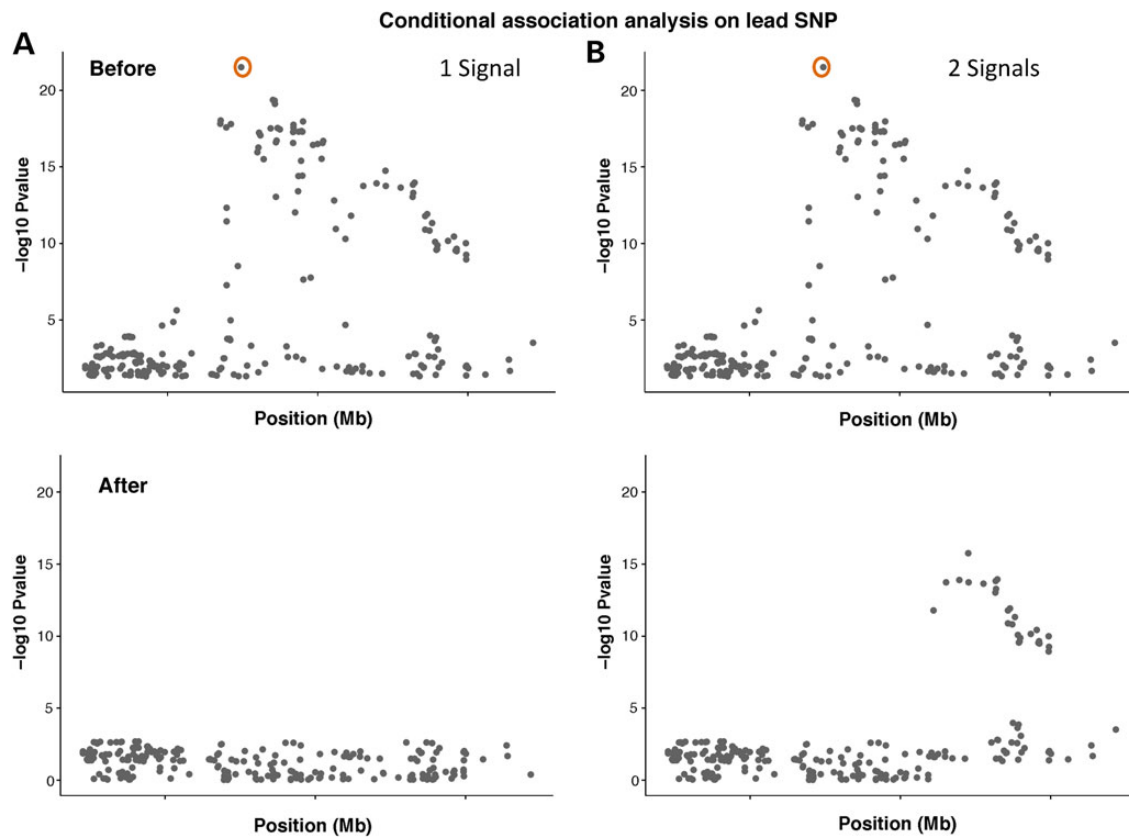 Conditional association analysis on lead SNP
A
Before
1 Signal
20
15
10
5
−log10 Pvalue
Position (Mb)
B
2 Signals
20
15
10
5
−log10 Pvalue
Position (Mb)
After
20
15
10
5
0
−log10 Pvalue
Position (Mb)
20
15
10
5
0
−log10 Pvalue
Position (Mb)